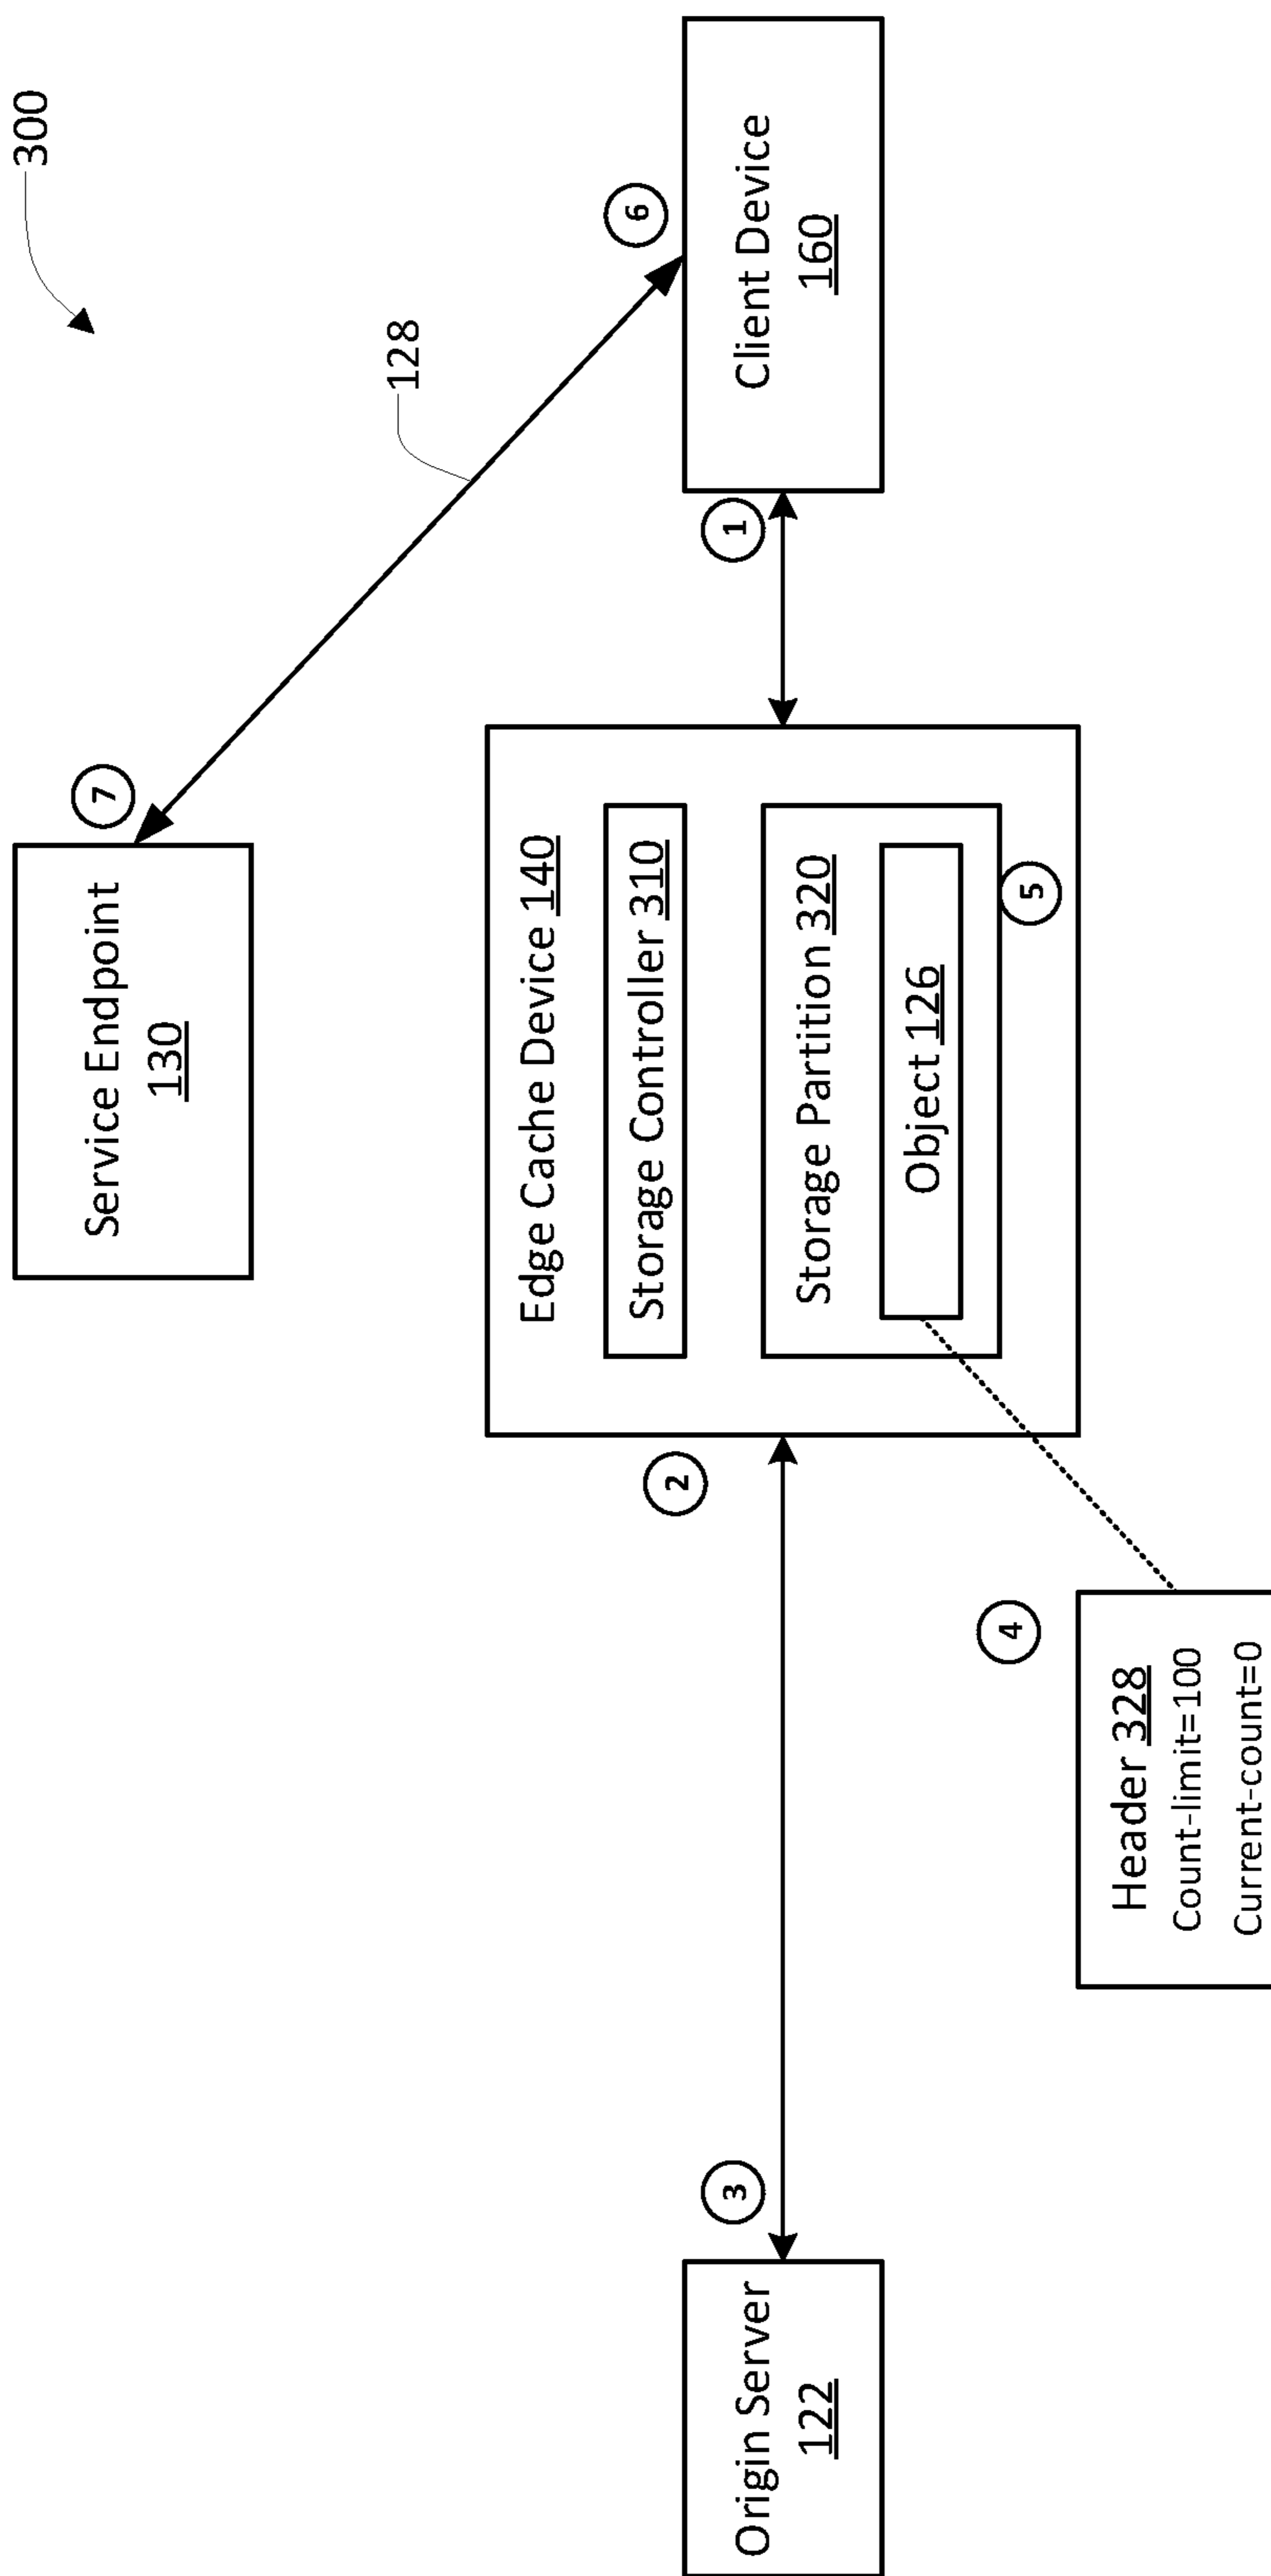 300
Service Endpoint
130
7
128
6
Edge Cache Device 140
Storage Controller 310
Storage Partition 320
Object 126
5
2
1
Client Device
160
3
Origin Server
122
4
Header 328
Count-limit=100
Current-count=0